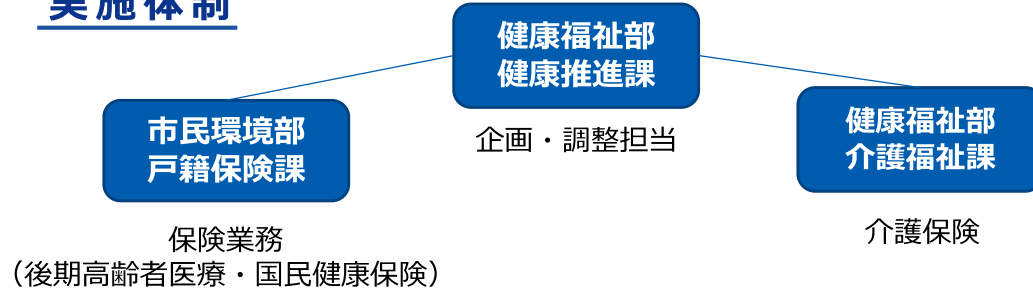 実施体制
健康福祉部
健康推進課
企画・調整担当
市民環境部
戸籍保険課
保険業務
（後期高齢者医療・国民健康保険）
健康福祉部
介護福祉課
介護保険